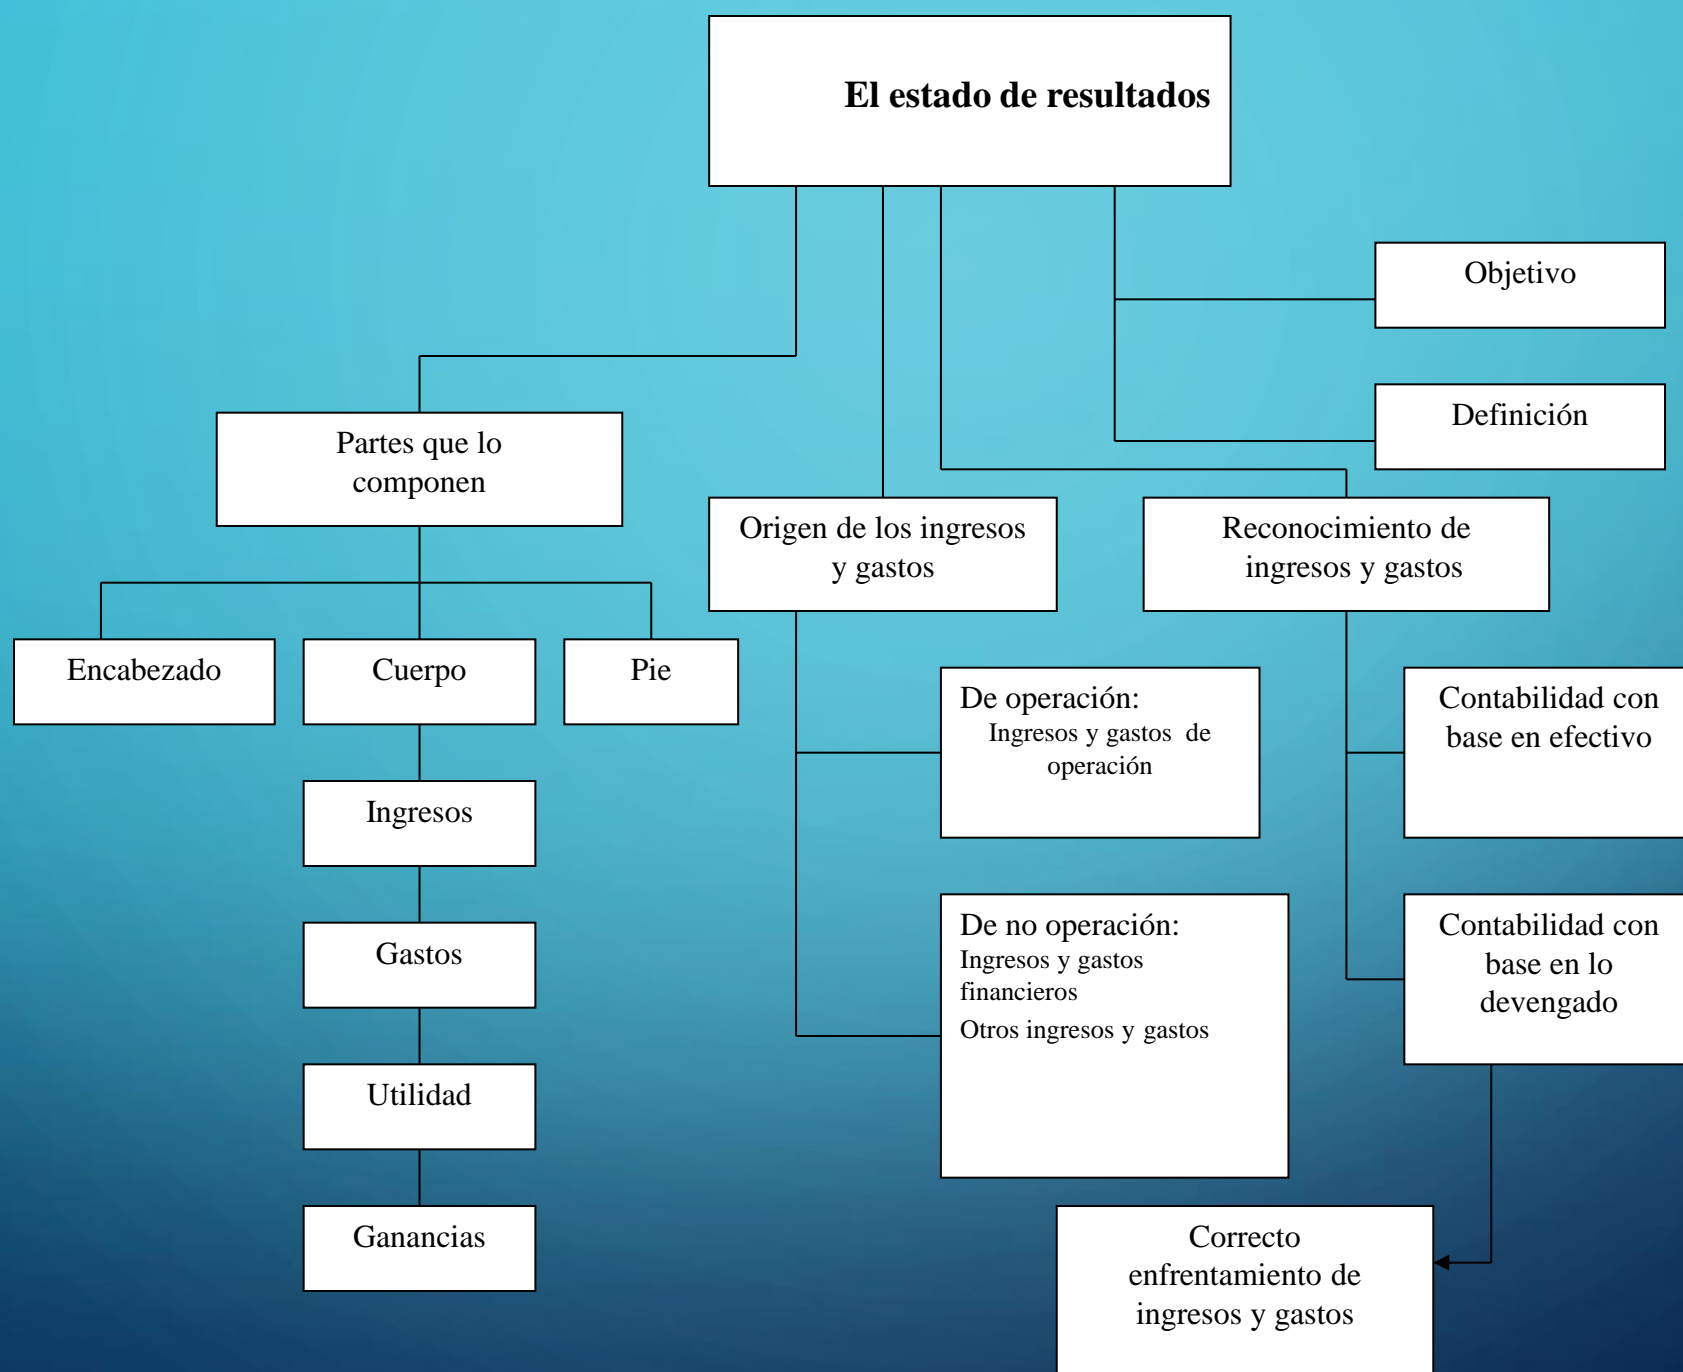 El estado de resultados
Objetivo
Definición
Partes que lo
componen
Origen de los ingresos
y gastos
Reconocimiento de
ingresos y gastos
Encabezado
Cuerpo
Pie
De operación:
Ingresos y gastos de
operación
Contabilidad con
base en efectivo
Ingresos
De no operación:
Ingresos y gastos
financieros
Otros ingresos y gastos
Contabilidad con
base en lo
devengado
Gastos
Utilidad
Ganancias
Correcto
enfrentamiento de
ingresos y gastos